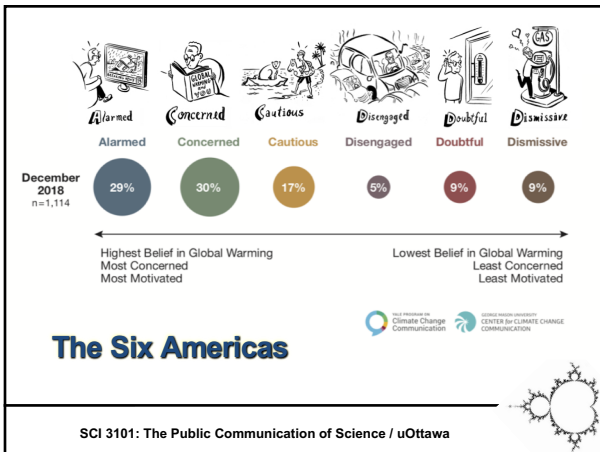 GLOBAL
WARMING
GAS
Alarmed
Concerned
Cautious
Disengaged
Doubtful
Dismissive
Alarmed
Concerned
Cautious
Disengaged
Doubtful
Dismissive
December
2018
n=1,114
29%
30%
17%
5%
9%
9%
Highest Belief in Global Warming
Most Concerned
Most Motivated
Lowest Belief in Global Warming
Least Concerned
Least Motivated
YALE PROGRAM ON
Climate Change
Communication
GEORGE MASON UNIVERSITY
CENTER for CLIMATE CHANGE
COMMUNICATION
The Six Americas
SCI 3101: The Public Communication of Science / uOttawa